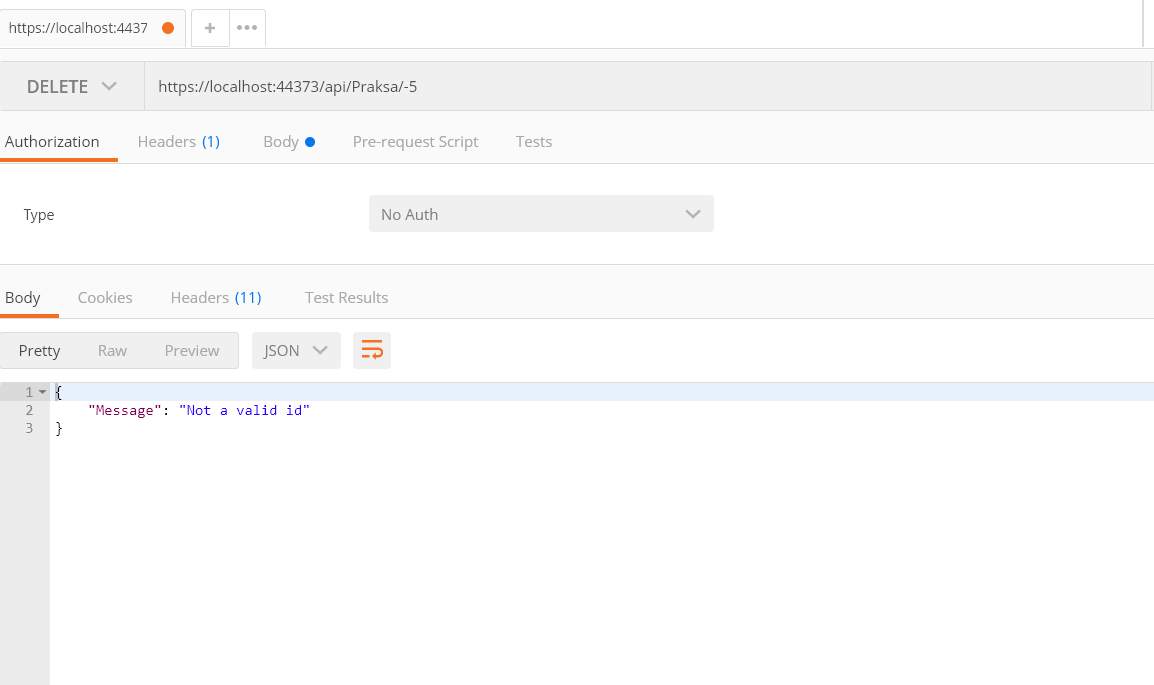 https://localhost:4437
DELETE https://localhost:44373/api/Praksa/-5
Authorization Headers (1) Body Pre-request Script Tests
Type No Auth
Body Cookies Headers (11) Test Results
Pretty Raw Preview JSON
1 {
2 "Message": "Not a valid id"
3 }